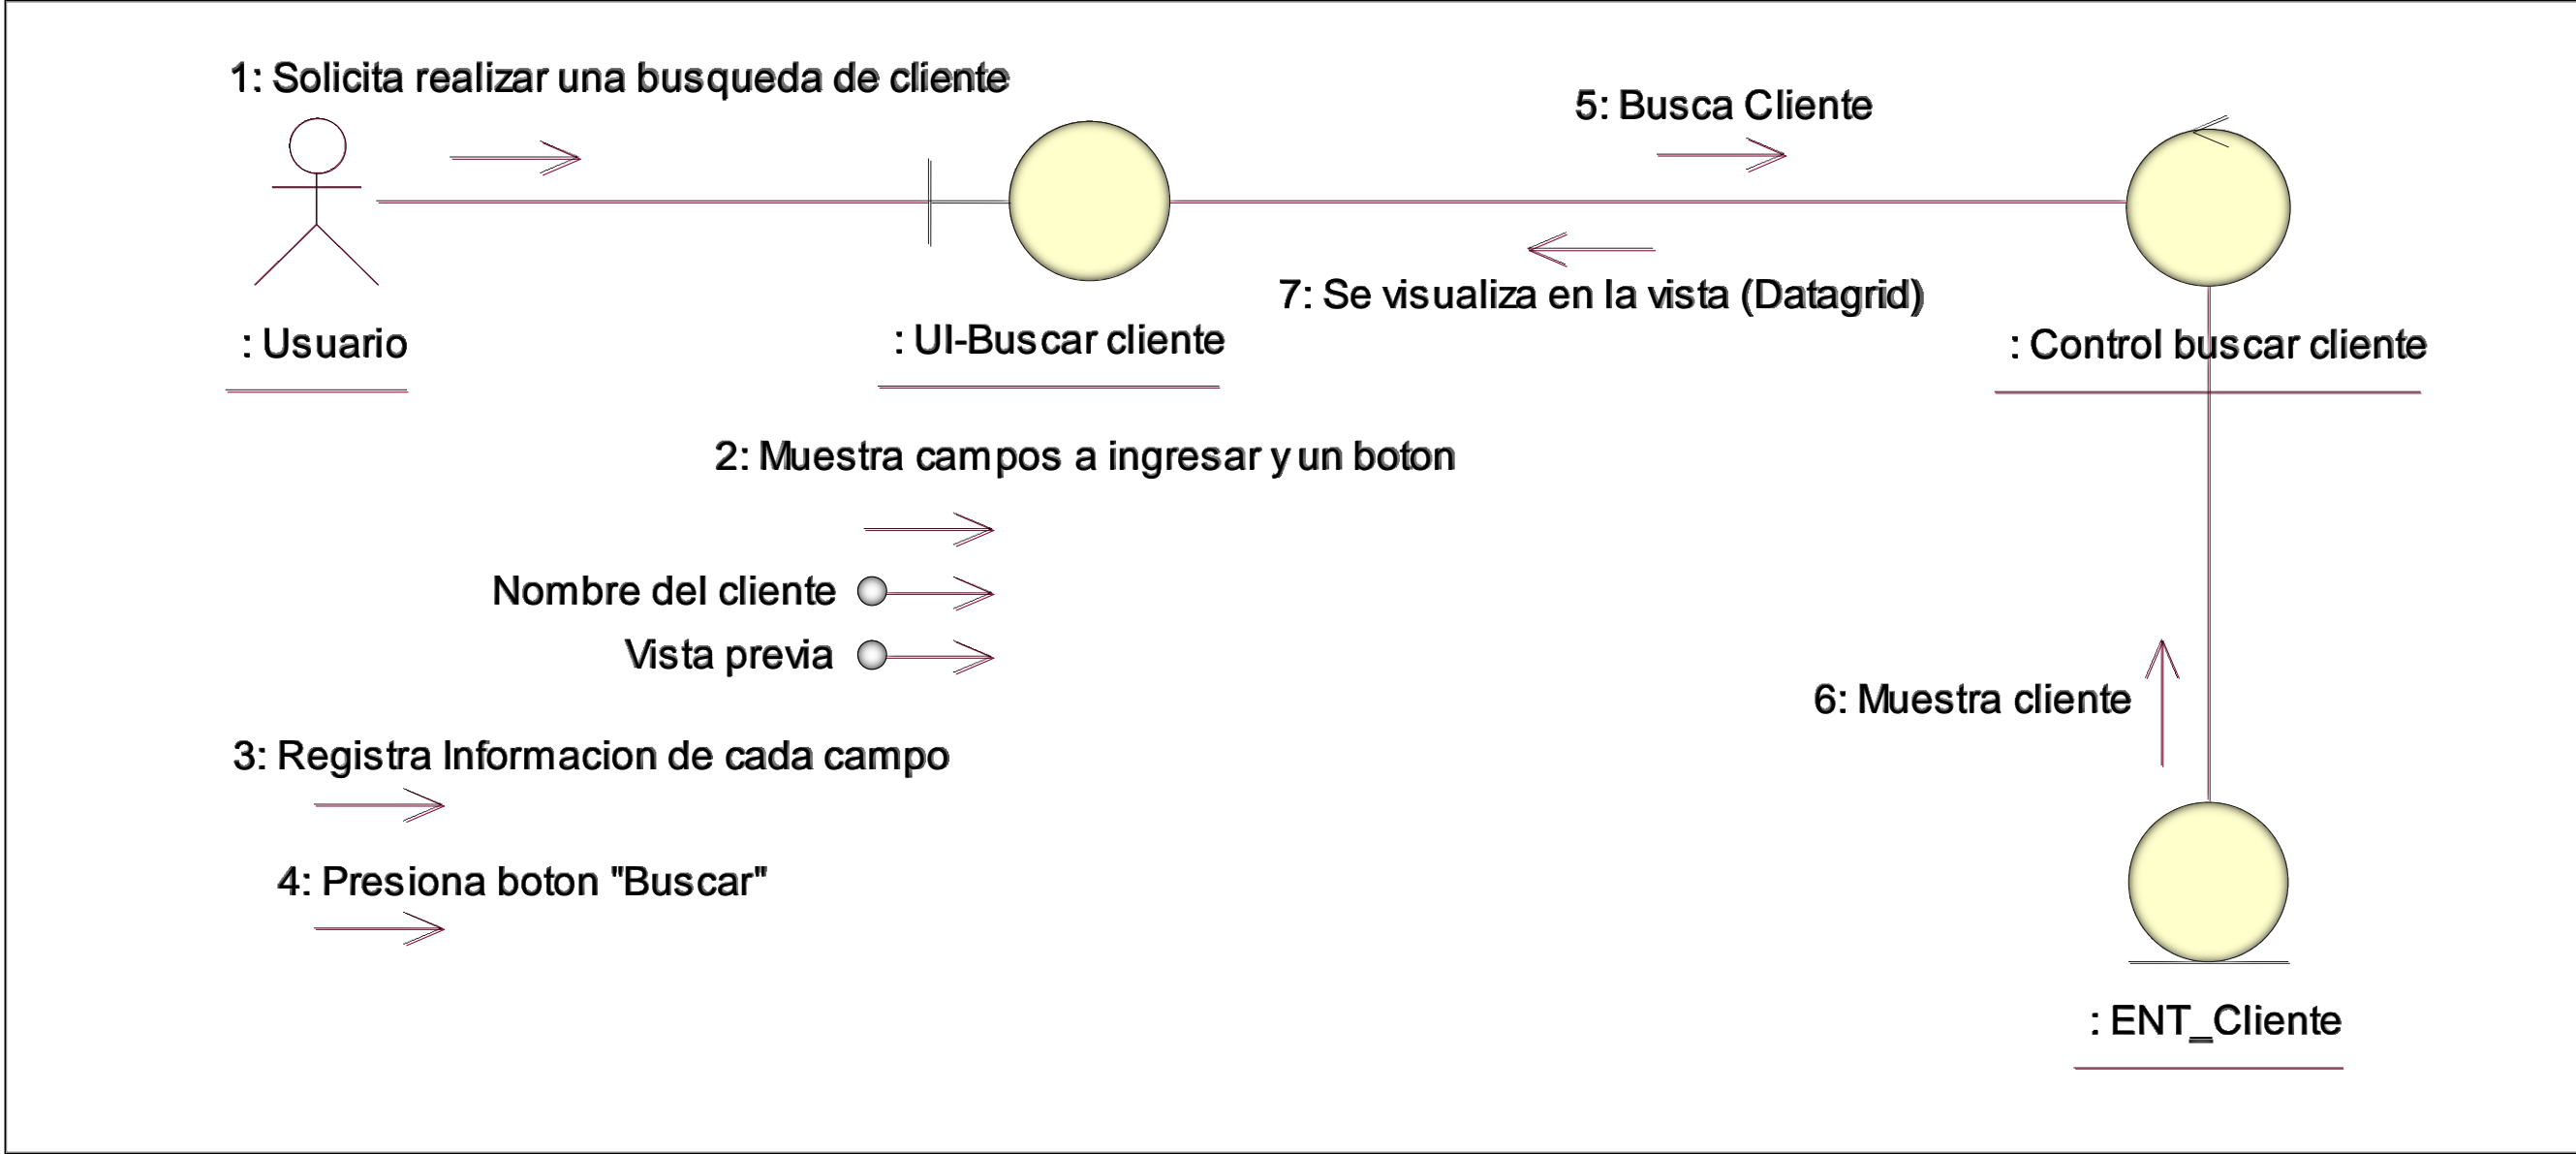 1: Solicita realizar una busqueda de cliente
5: Busca Cliente
7: Se visualiza en la vista (Datagrid)
: Usuario
: UI-Buscar cliente
: Control buscar cliente
2: Muestra campos a ingresar y un boton
Nombre del cliente
Vista previa
6: Muestra cliente
3: Registra Informacion de cada campo
4: Presiona boton "Buscar"
: ENT_Cliente